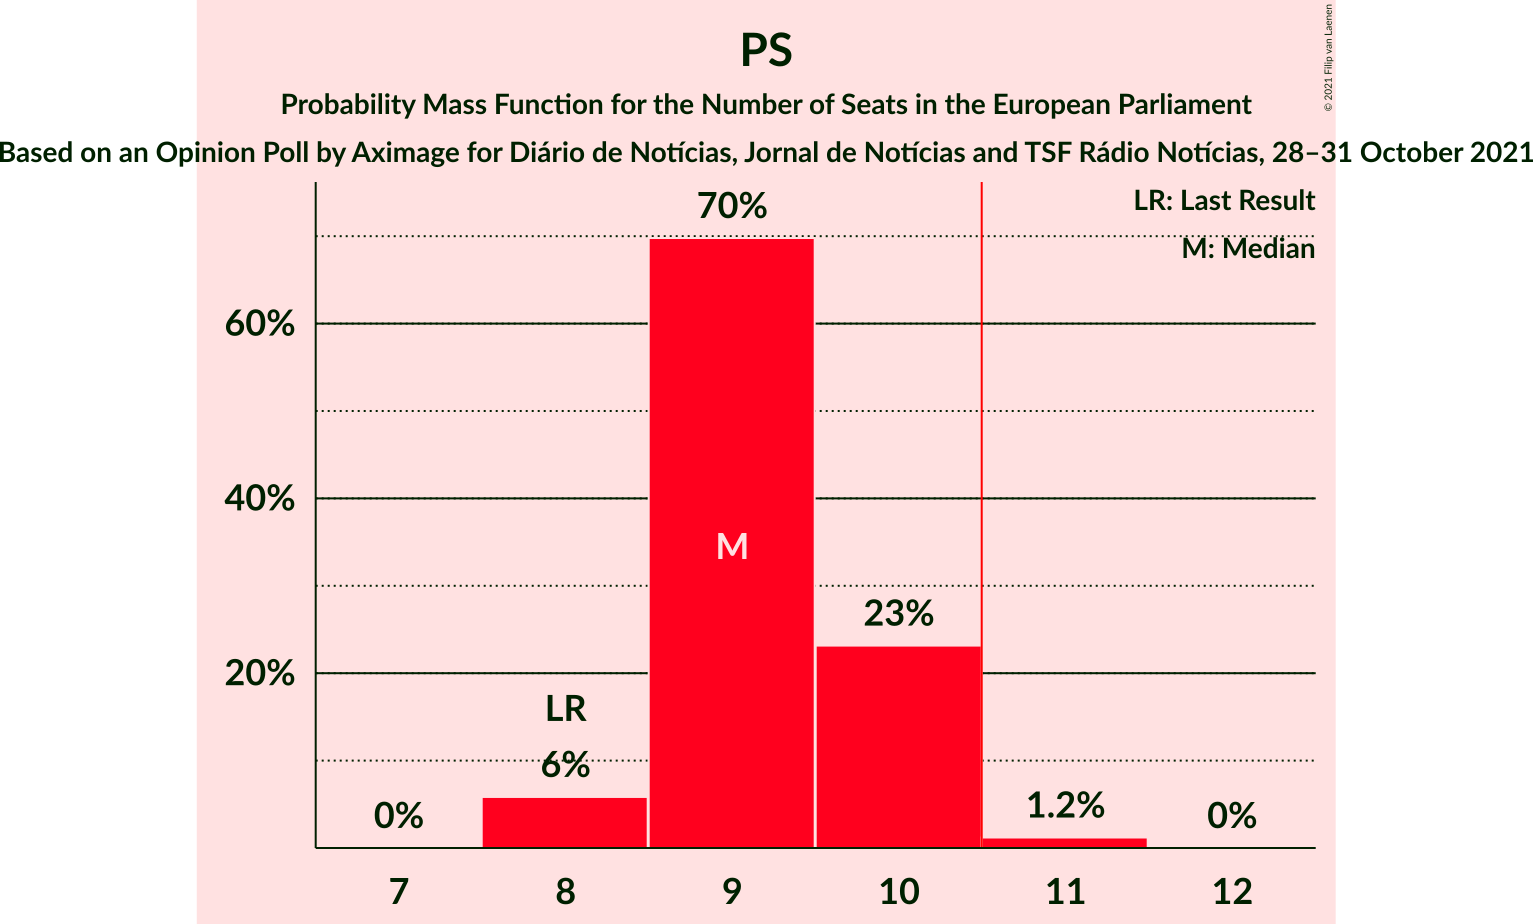 PS
Probability Mass Function for the Number of Seats in the European Parliament
Based on an Opinion Poll by Aximage for Diário de Notícias, Jornal de Notícias and TSF Rádio Notícias, 28–31 October 2021
© 2021 Filip van Laenen
LR: Last Result
M: Median
70%
60%
40%
M
23%
20%
LR
6%
0%
1.2%
0%
7
8
9
10
11
12